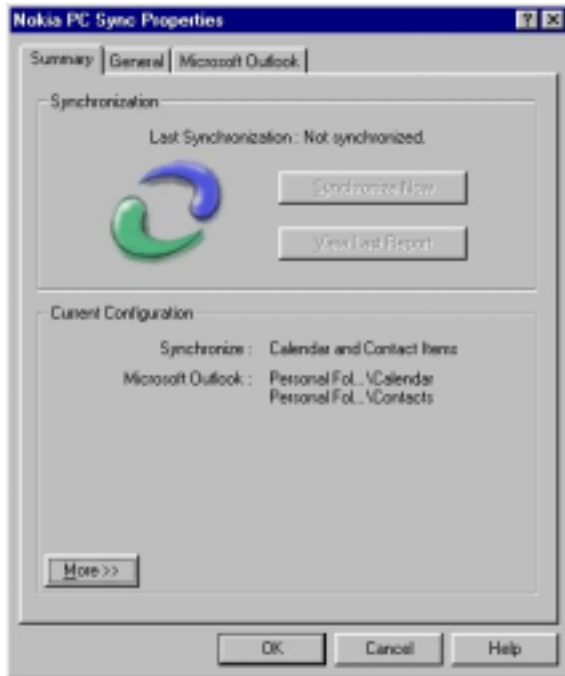 Nokia PC Sync Properties
Summary General Microsoft Outlook
Synchronization
Last Synchronization : Not synchronized.
Synchronize Now
View Last Report
Current Configuration
Synchronize : Calendar and Contact Items
Microsoft Outlook : Personal Fol...\Calendar
Personal Fol...\Contacts
More >>
OK Cancel Help